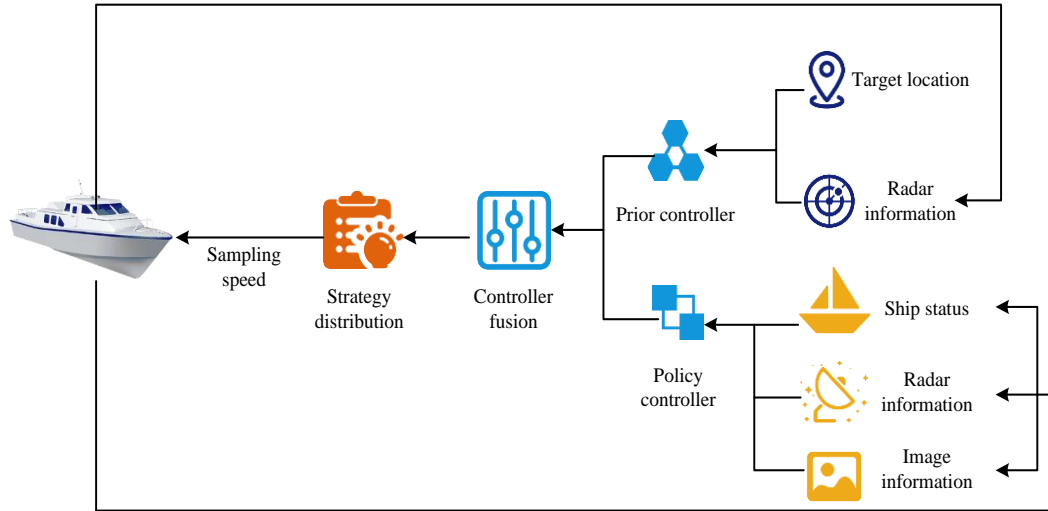 Target location
Radar
information
Prior controller
Sampling
speed
Strategy
distribution
Controller
fusion
Ship status
Policy
controller
Radar
information
Image
information